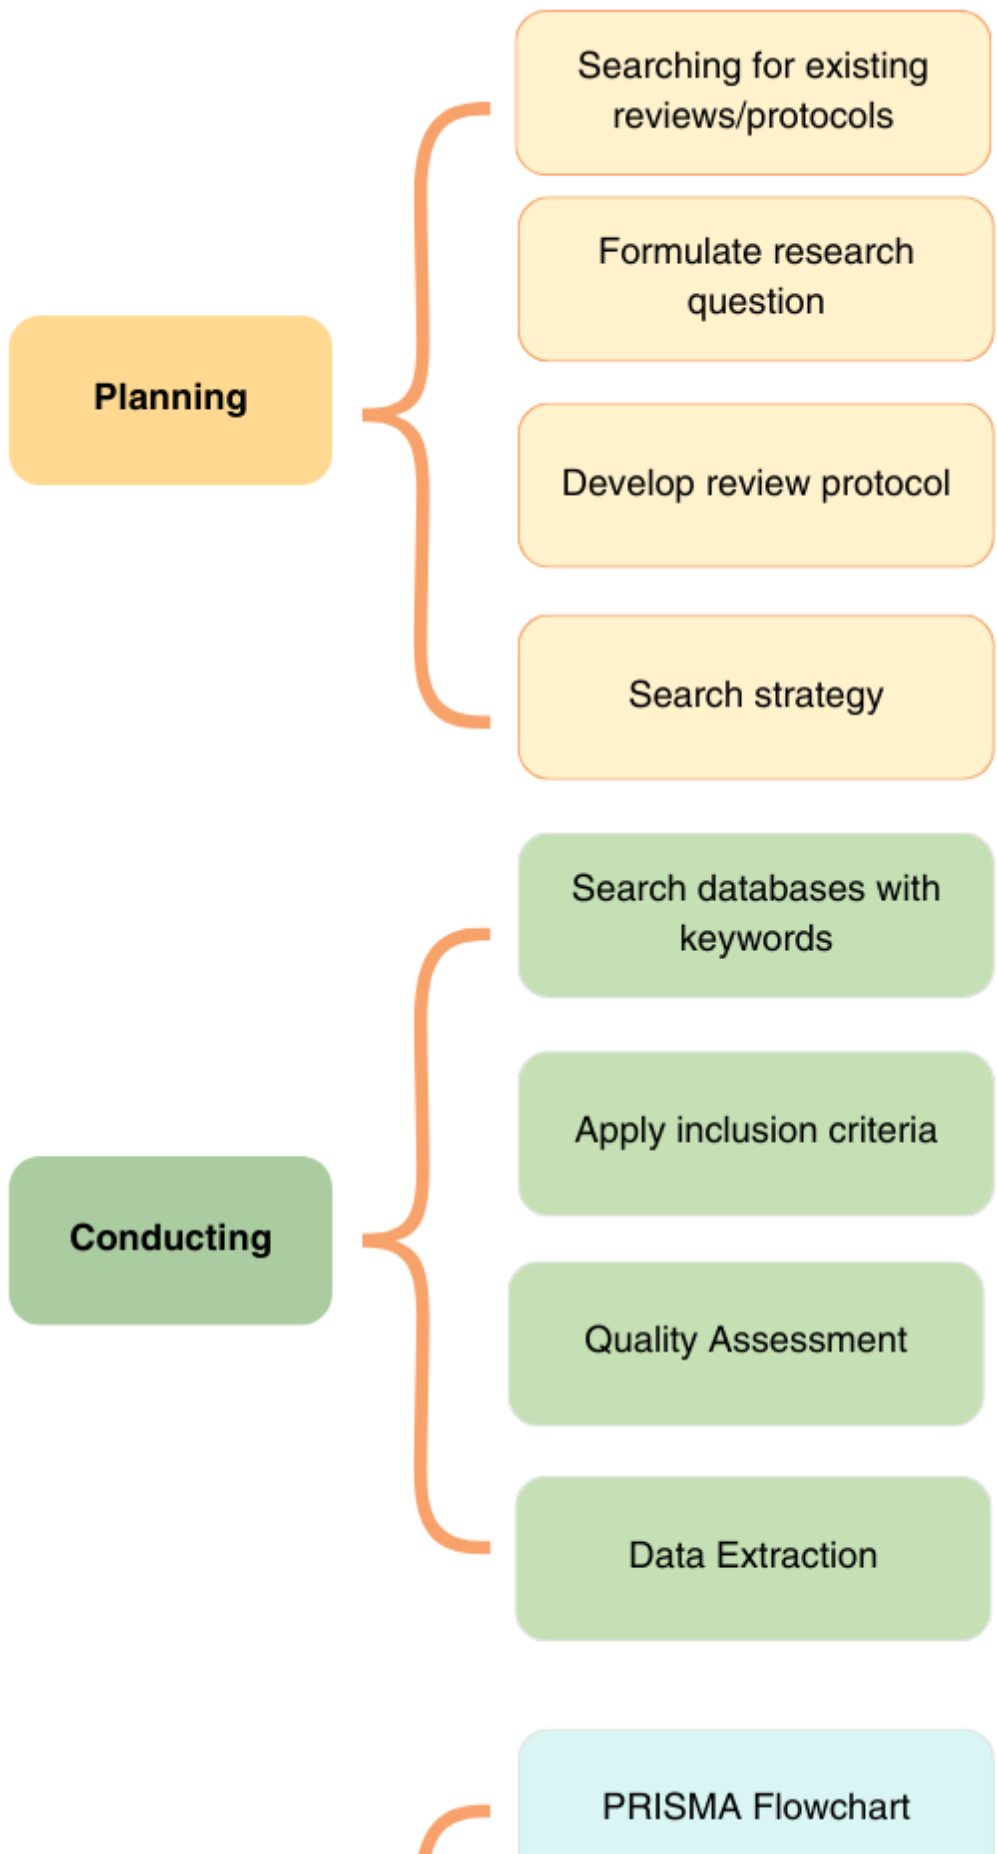 Searching for existing
reviews/protocols
Formulate research
question
Planning
Develop review protocol
Search strategy
Search databases with
keywords
Apply inclusion criteria
Conducting
Quality Assessment
Data Extraction
PRISMA Flowchart